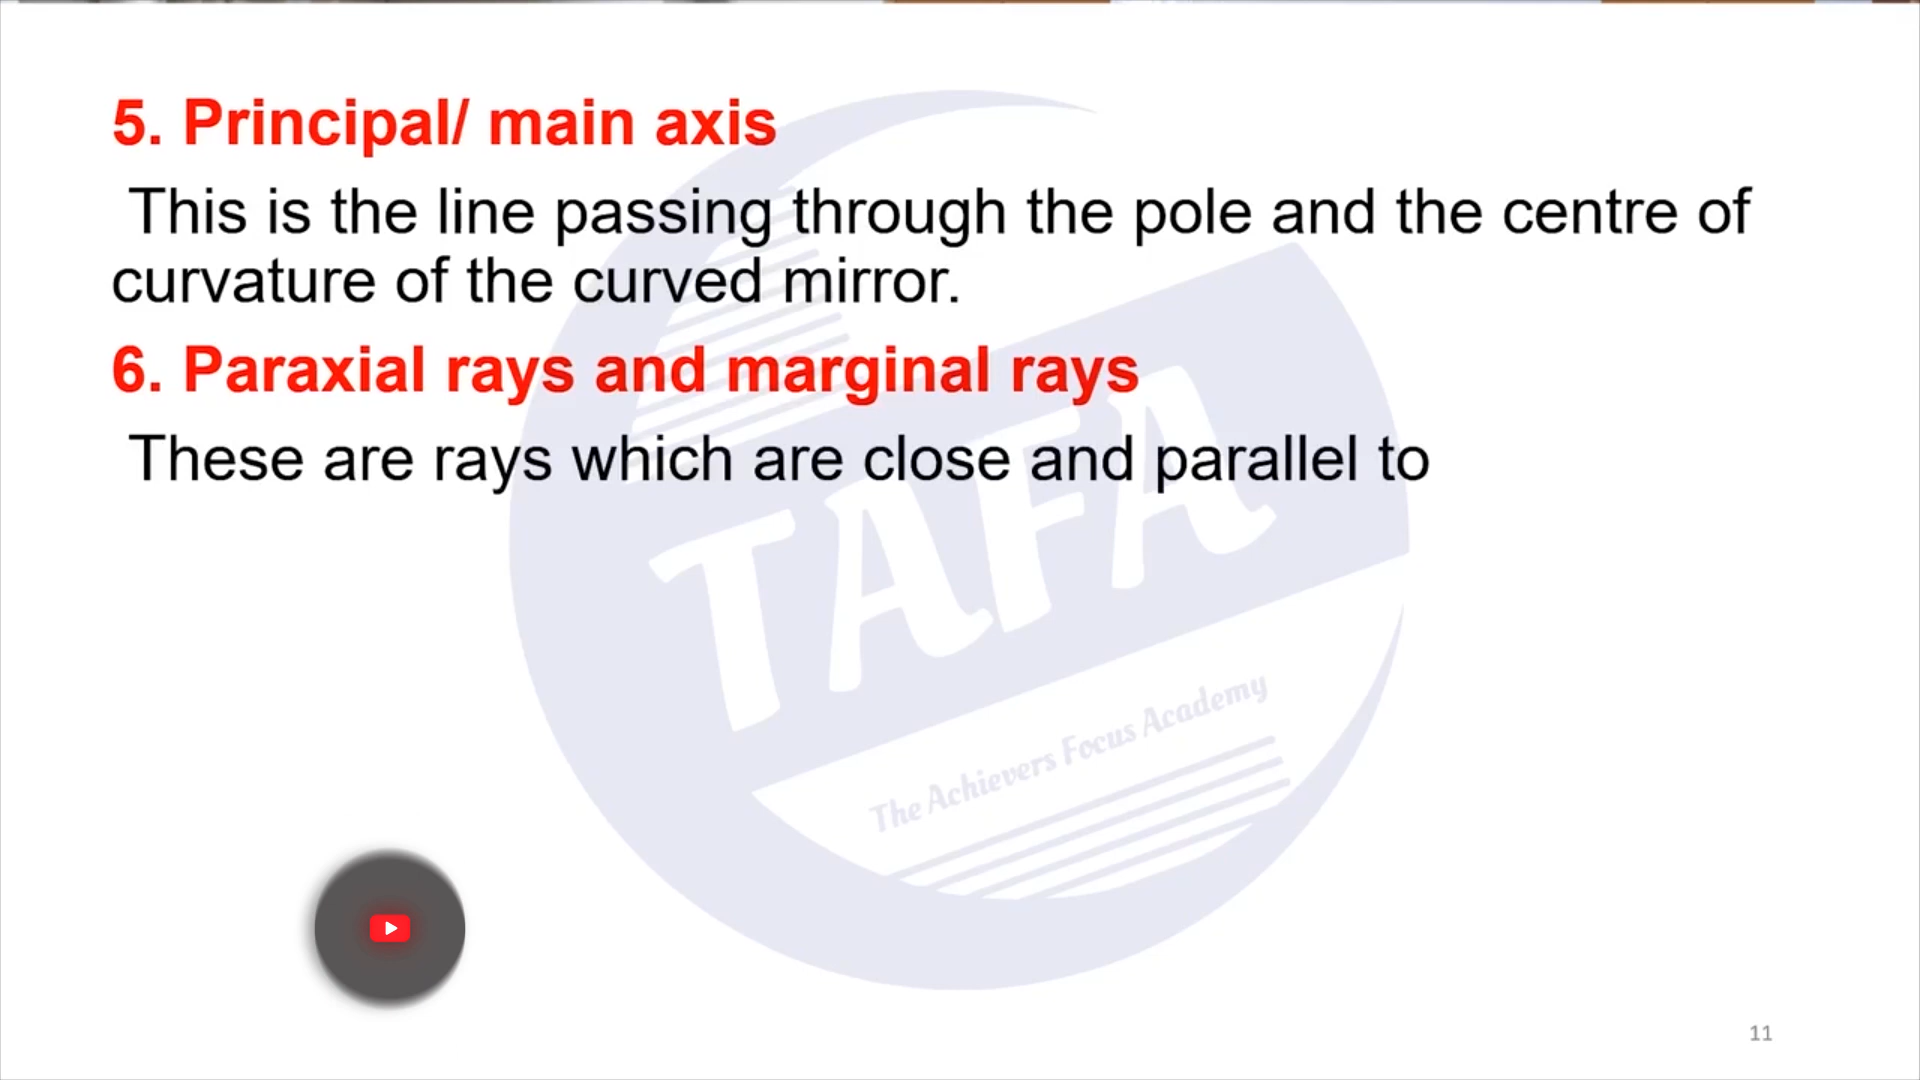 5. Principal/ main axis
This is the line passing through the pole and the centre of
curvature of the curved mirror.
6. Paraxial rays and marginal rays
These are rays which are close and parallel to
TAFA
The Achievers Focus Academy
11